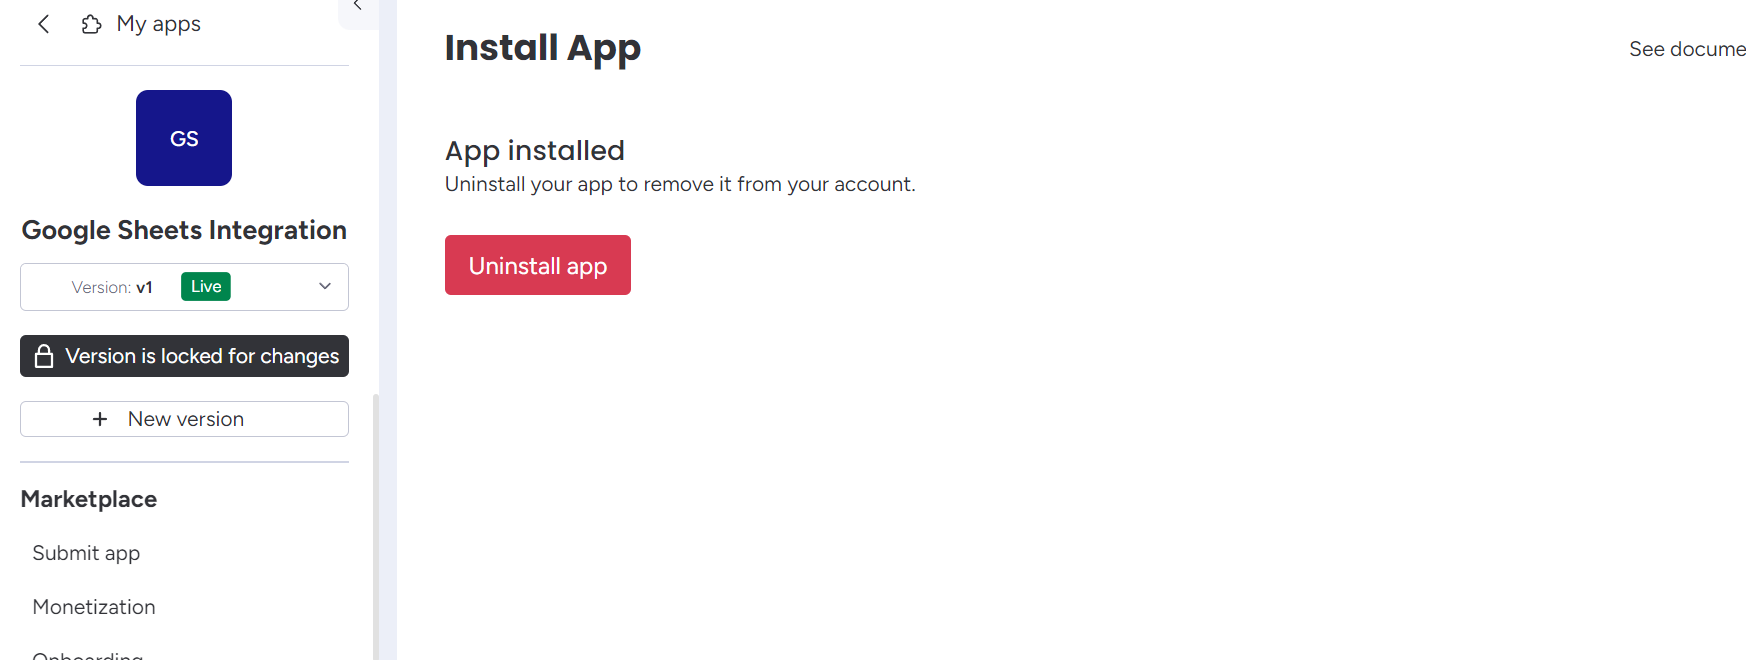 My apps
GS
Google Sheets Integration
Version: v1 Live
Version is locked for changes
+ New version
Marketplace
Submit app
Monetization
Onboarding
Install App
See docume
App installed
Uninstall your app to remove it from your account.
Uninstall app